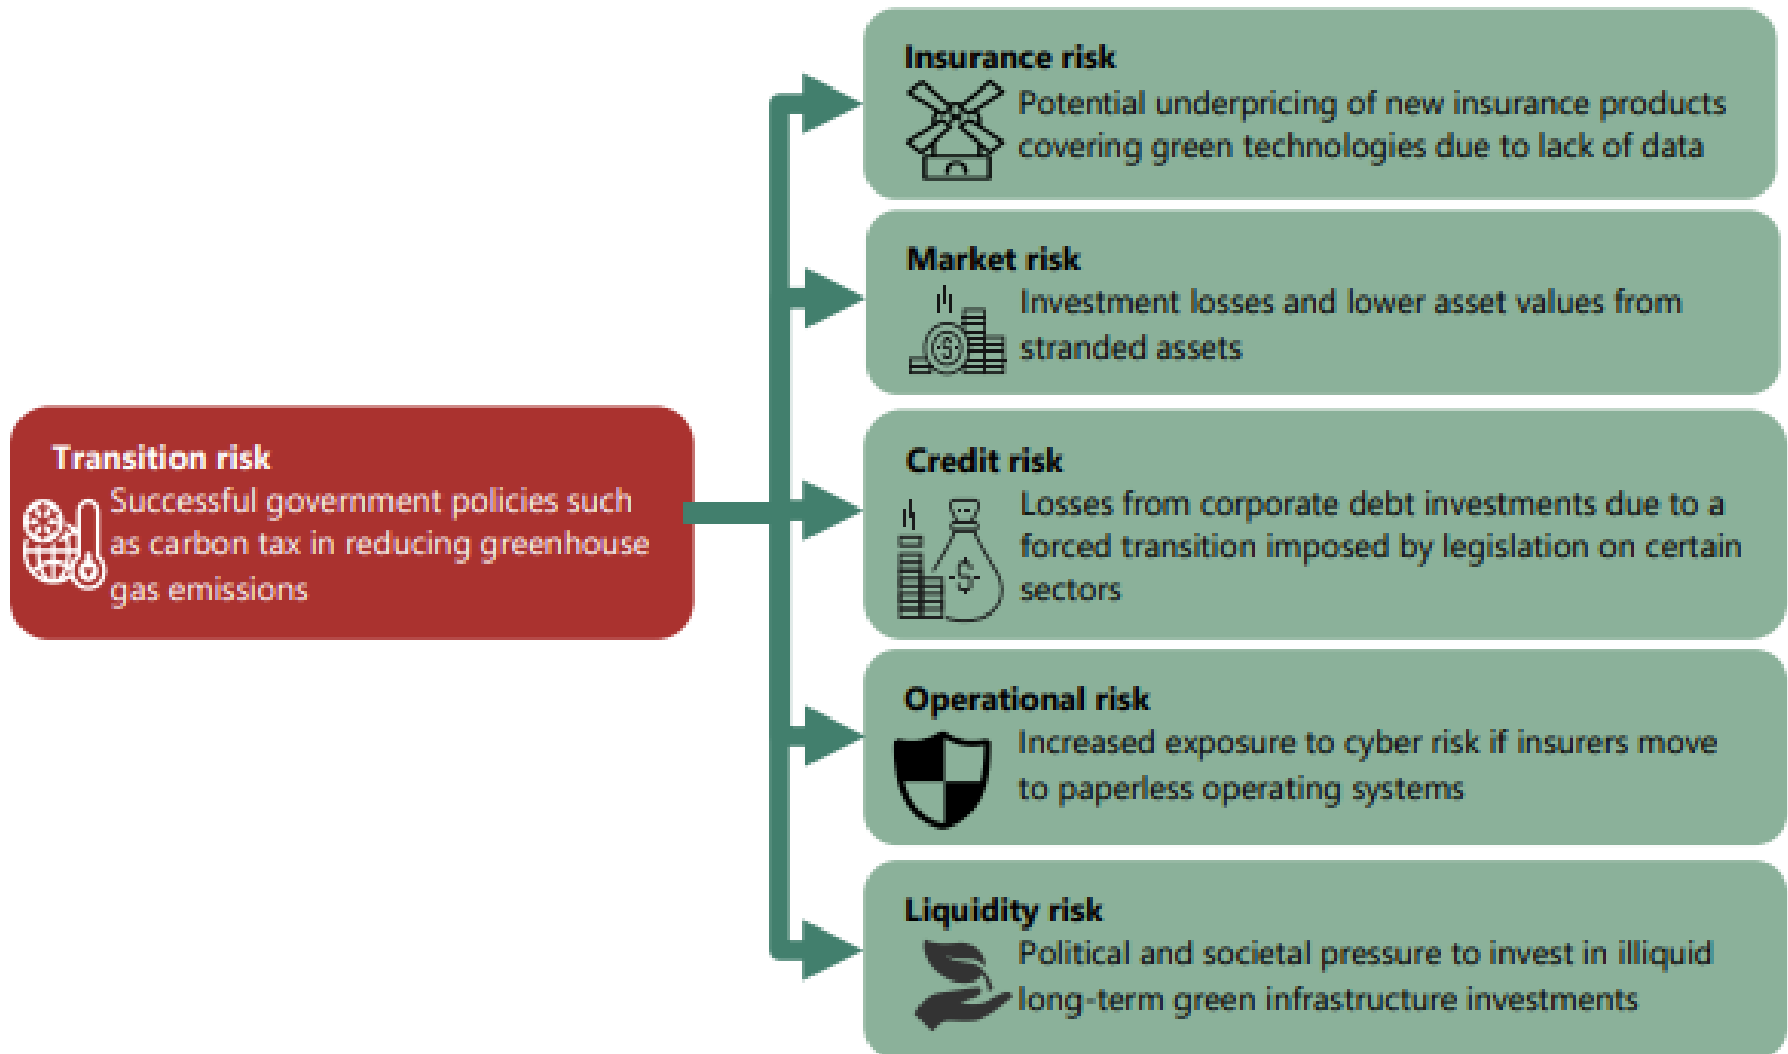 Insurance risk
Potential underpricing of new insurance products
covering green technologies due to lack of data
Market risk
Investment losses and lower asset values from
stranded assets
Transition risk
Successful government policies such
as carbon tax in reducing greenhouse
gas emissions
Credit risk
Losses from corporate debt investments due to a
forced transition imposed by legislation on certain
sectors
Operational risk
Increased exposure to cyber risk if insurers move
to paperless operating systems
Liquidity risk
Political and societal pressure to invest in illiquid
long-term green infrastructure investments